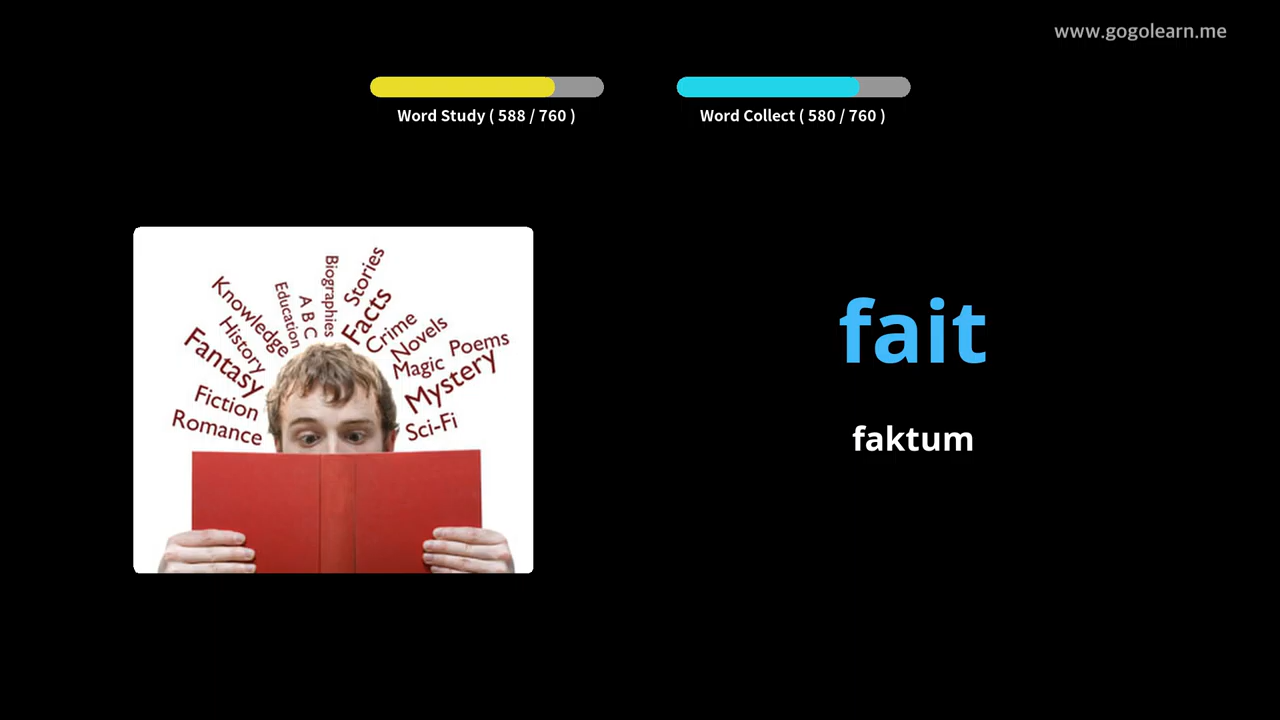 www.gogolearn.me
Word Study ( 588 / 760 )
Word Collect ( 580 / 760 )
Knowledge
Education
A B C
Biographies
Stories
Facts
Crime
Novels
Poems
Magic
Mystery
Sci-Fi
History
Fantasy
Fiction
Romance
fait
faktum